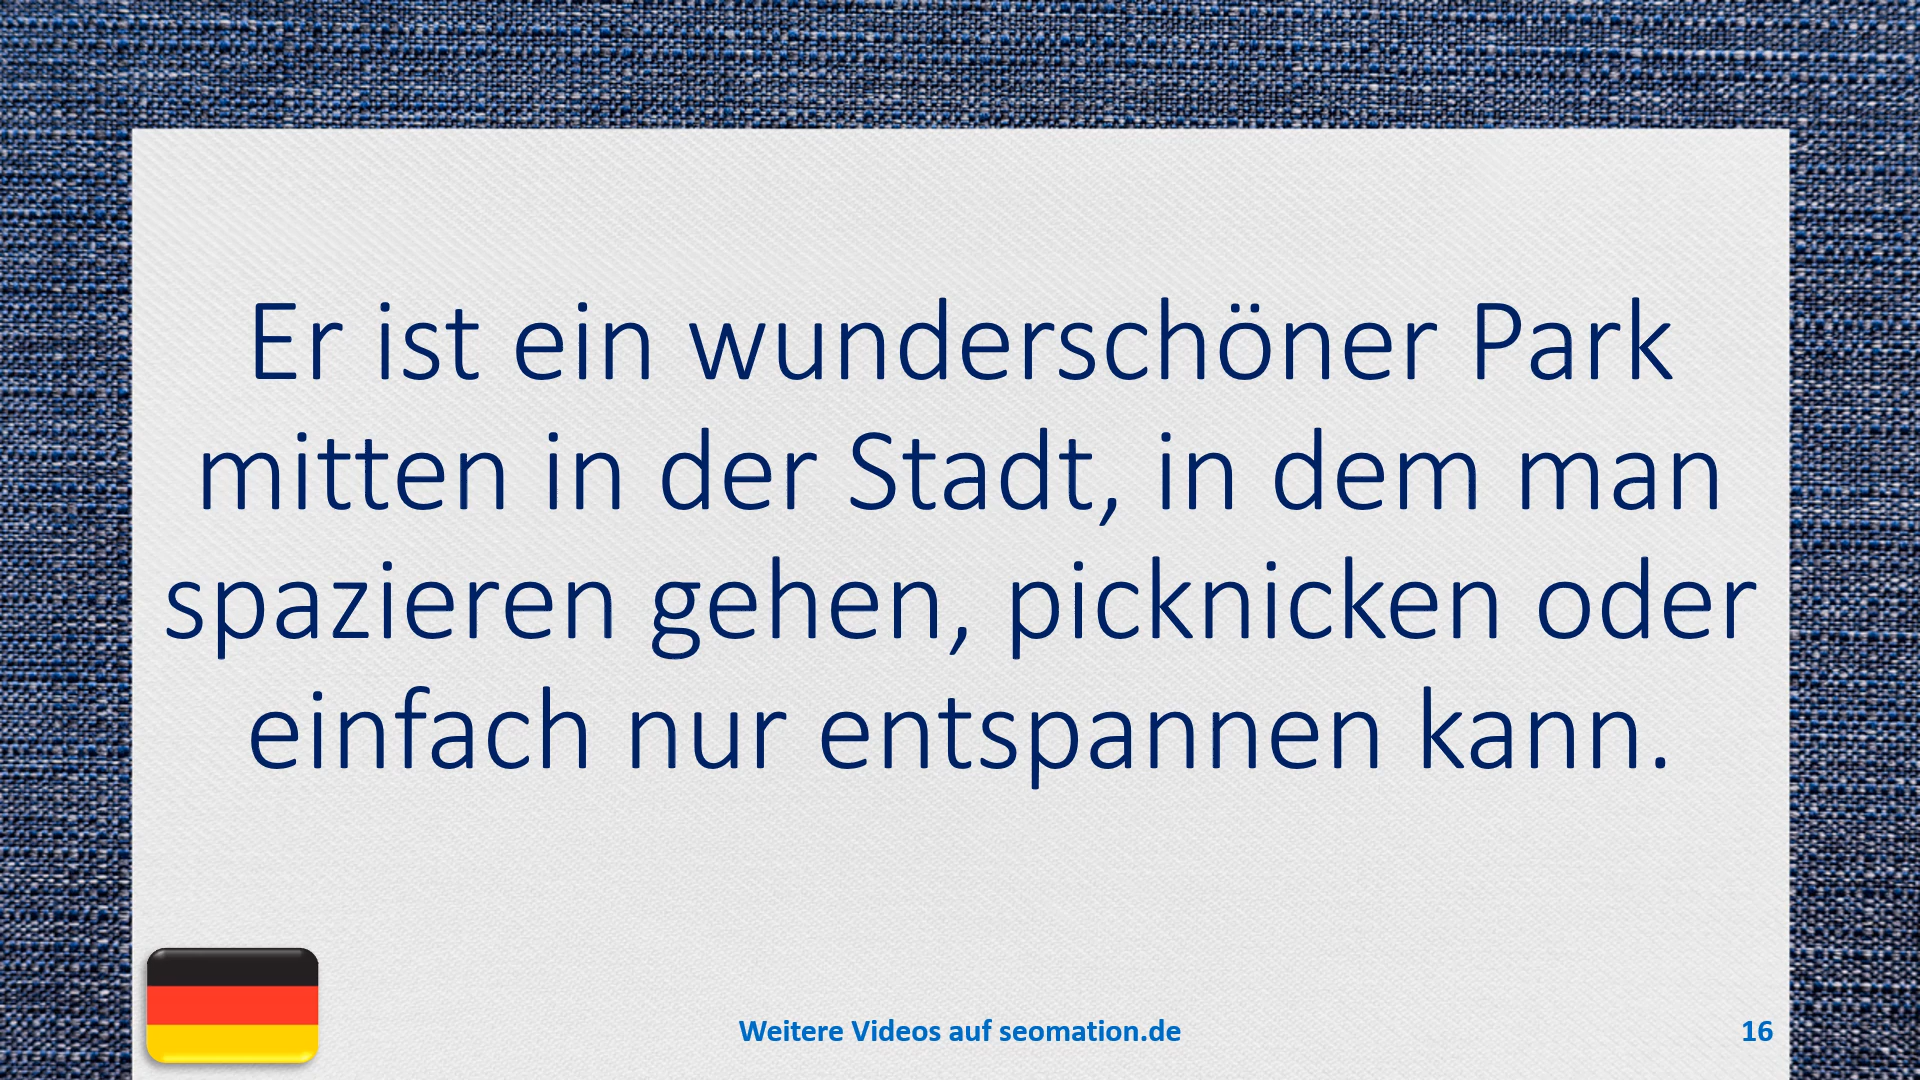 Er ist ein wunderschöner Park
mitten in der Stadt, in dem man
spazieren gehen, picknicken oder
einfach nur entspannen kann.
Weitere Videos auf seomation.de
16